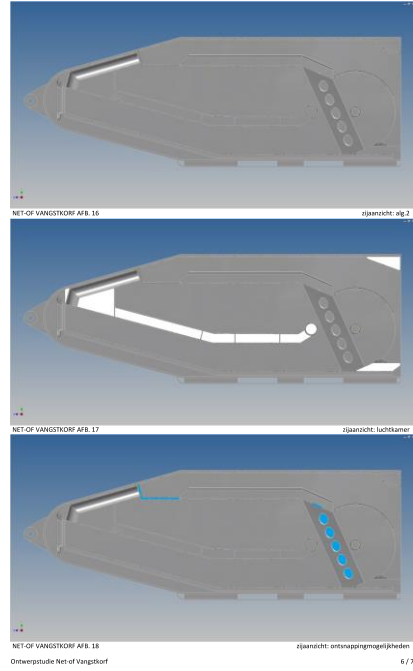 NET-OF VANGSTKORF AFB. 16 zijaanzicht: alg.2
NET-OF VANGSTKORF AFB. 17 zijaanzicht: luchtkamer
NET-OF VANGSTKORF AFB. 18 zijaanzicht: ontsnappingmogelijkheden
Ontwerpstudie Net-of Vangstkorf 6 / 7